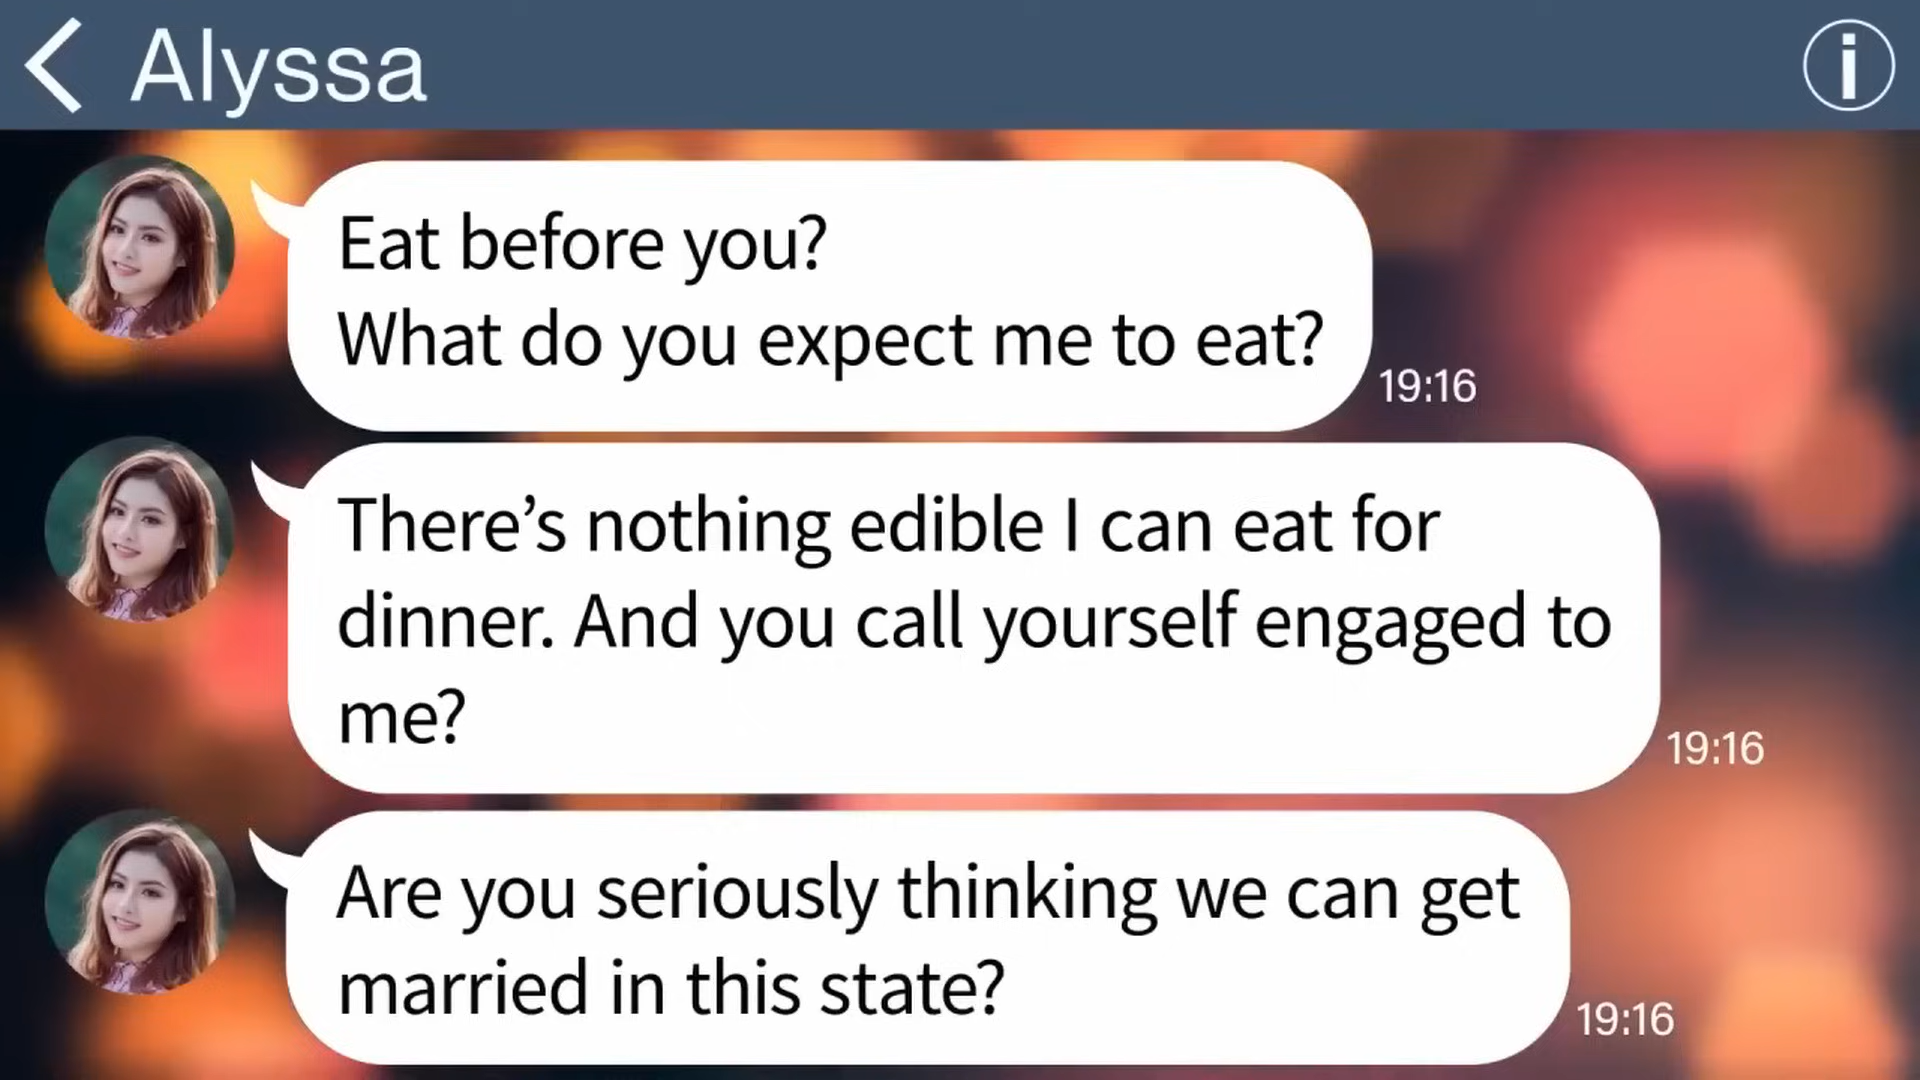 Alyssa
Eat before you?
What do you expect me to eat?
19:16
There’s nothing edible I can eat for
dinner. And you call yourself engaged to
me?
19:16
Are you seriously thinking we can get
married in this state?
19:16